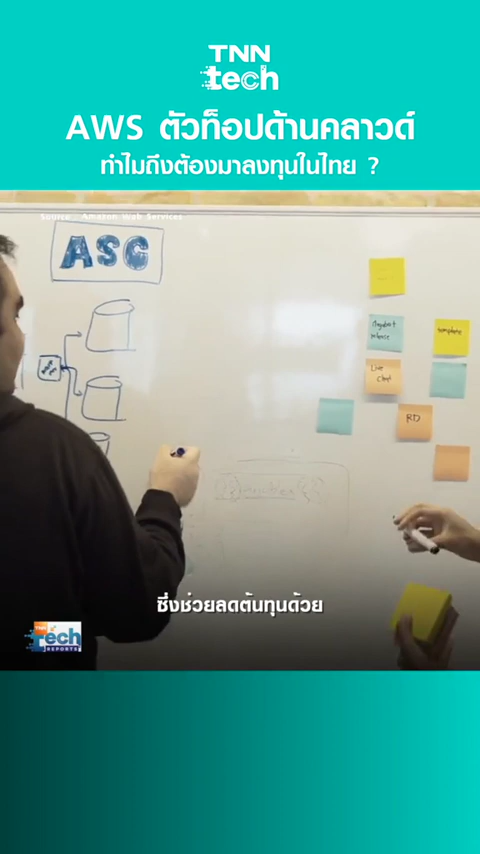 TNN
tech
AWS ตัวท็อปด้านคลาวด์
ทำไมถึงต้องมาลงทุนในไทย ?
Source : Amazon Web Services
ASG
template
Live
Chat
RD
ซึ่งช่วยลดต้นทุนด้วย
TNN
tech
REPORTS